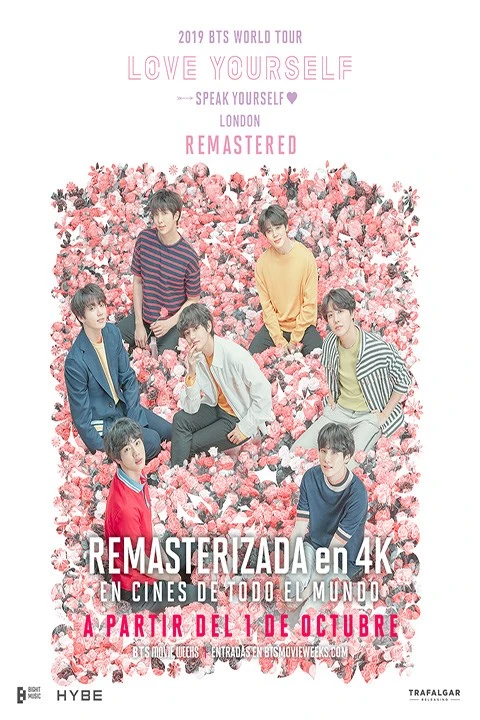 2019 BTS WORLD TOUR
LOVE YOURSELF
SPEAK YOURSELF
LONDON
REMASTERED
REMASTERIZADA en 4K
EN CINES DE TODO EL MUNDO
A PARTIR DEL 1 DE OCTUBRE
BTS MOVIE WEEKS | ENTRADAS EN BTSMOVIEWEEKS.COM
BIGHIT MUSIC HYBE TRAFALGAR RELEASING